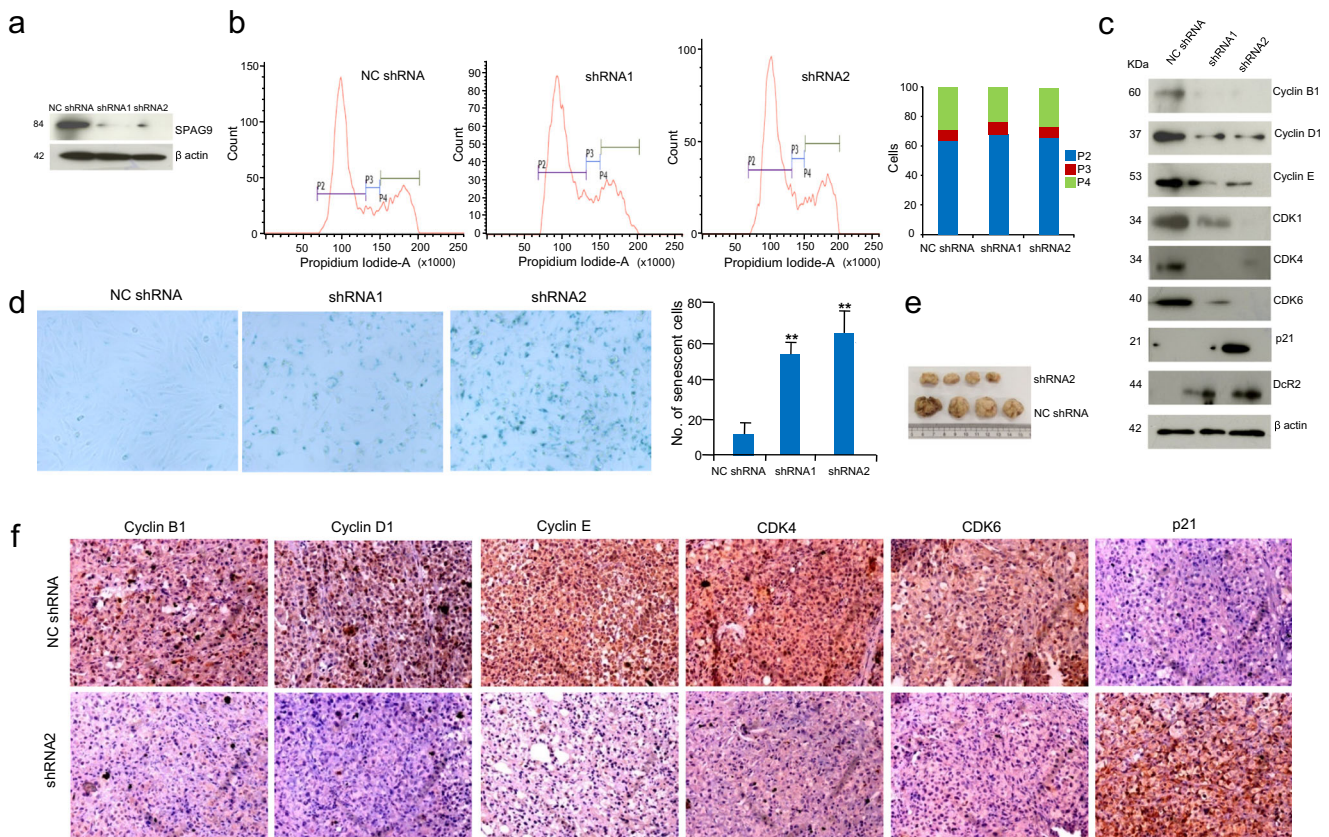 a
NC shRNA shRNA1 shRNA2
84
SPAG9
42
β actin
b
NC shRNA
Count
150
100
50
0
P2
P3
P4
50 100 150 200 250
Propidium Iodide-A (x1000)
shRNA1
Count
90
80
70
60
50
40
30
20
10
0
P2
P3
P4
50 100 150 200 250
Propidium Iodide-A (x1000)
shRNA2
Count
100
50
0
P2
P3
P4
50 100 150 200 250
Propidium Iodide-A (x1000)
Cells
100
80
60
40
20
0
NC shRNA shRNA1 shRNA2
P2
P3
P4
c
NC shRNA shRNA1 shRNA2
KDa
60 Cyclin B1
37 Cyclin D1
53 Cyclin E
34 CDK1
34 CDK4
40 CDK6
21 p21
44 DcR2
42 β actin
d
NC shRNA shRNA1 shRNA2
No. of senescent cells
80
60
40
20
0
**
**
NC shRNA shRNA1 shRNA2
e
shRNA2
NC shRNA
f
Cyclin B1 Cyclin D1 Cyclin E CDK4 CDK6 p21
NC shRNA
shRNA2